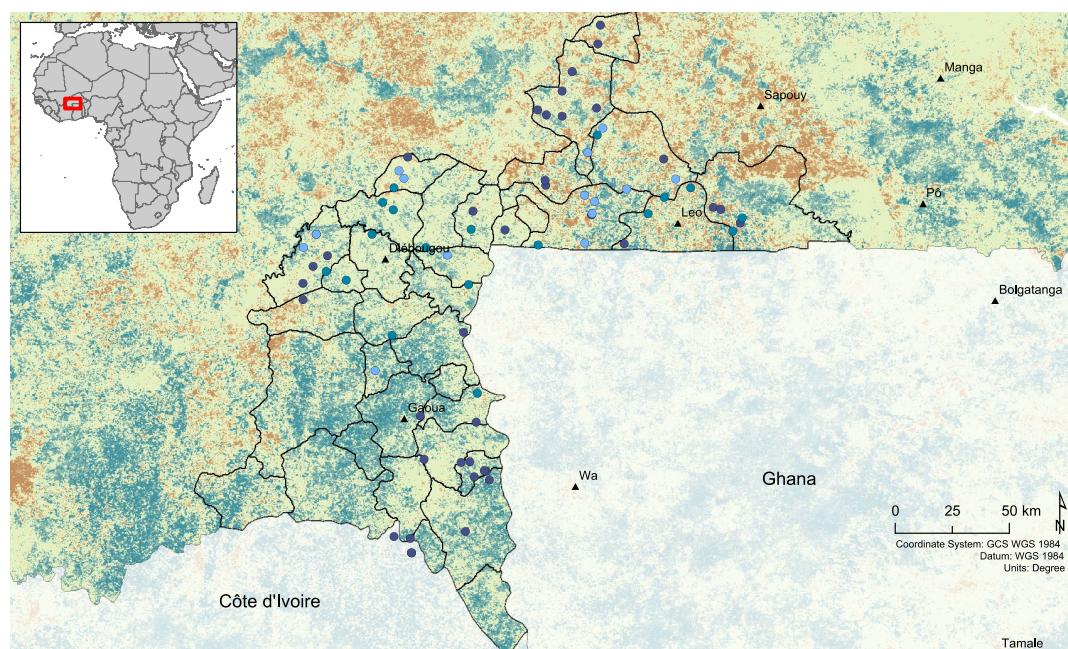 Manga
Sapouy
Pô
Leo
Diébougou
Bolgatanga
Gaoua
Wa
Ghana
0 25 50 km
N
Coordinate System: GCS WGS 1984
Datum: WGS 1984
Units: Degree
Côte d'Ivoire
Tamale